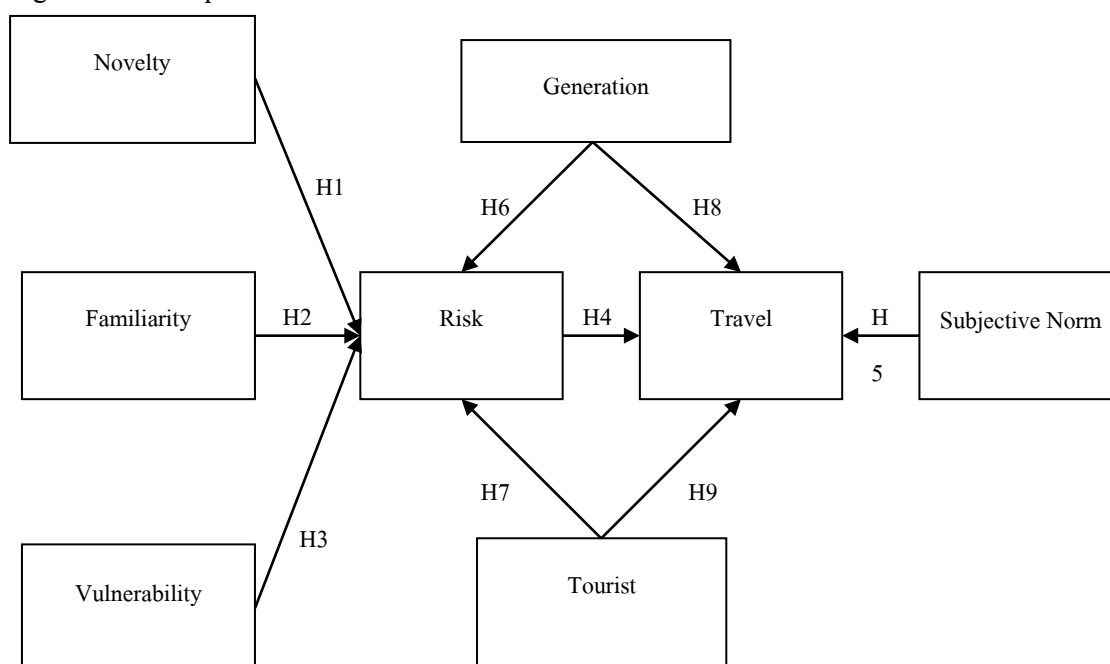 Novelty
Generation
H1
H6
H8
Familiarity
H2
Risk
H4
Travel
H
5
Subjective Norm
H7
H9
H3
Vulnerability
Tourist